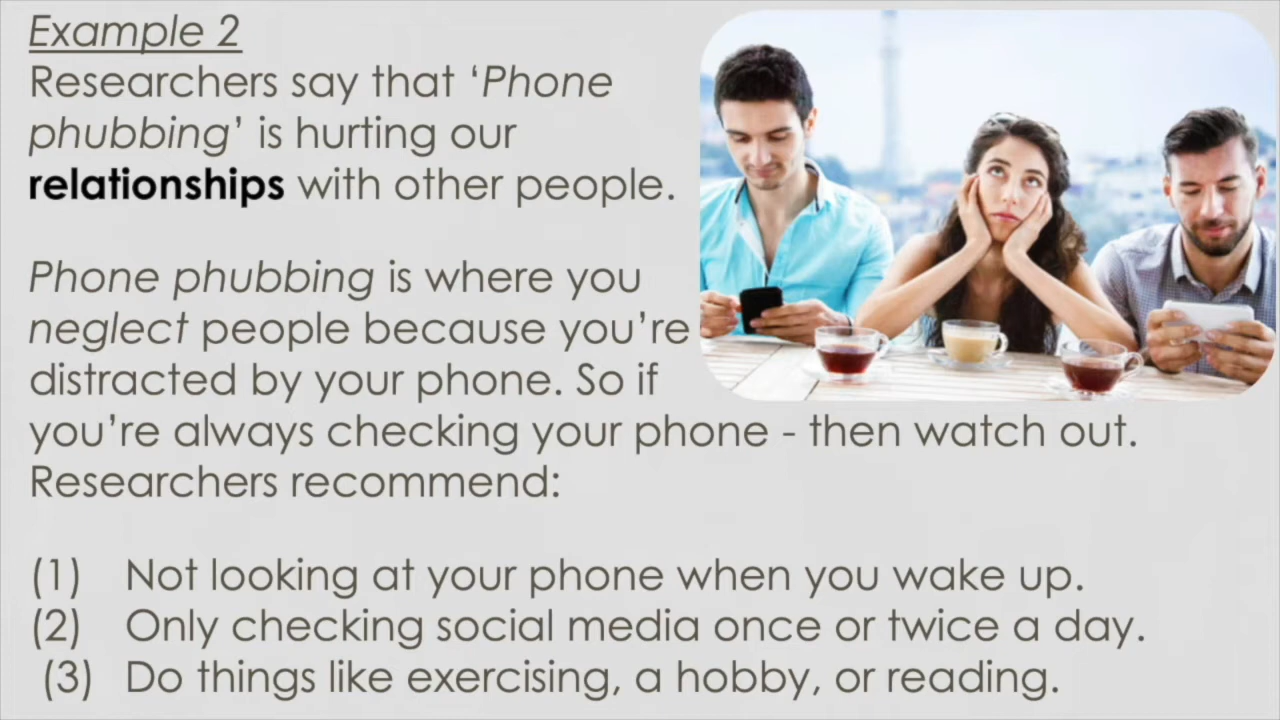 Example 2
Researchers say that ‘Phone
phubbing’ is hurting our
relationships with other people.
Phone phubbing is where you
neglect people because you’re
distracted by your phone. So if
you’re always checking your phone - then watch out.
Researchers recommend:
(1) Not looking at your phone when you wake up.
(2) Only checking social media once or twice a day.
(3) Do things like exercising, a hobby, or reading.